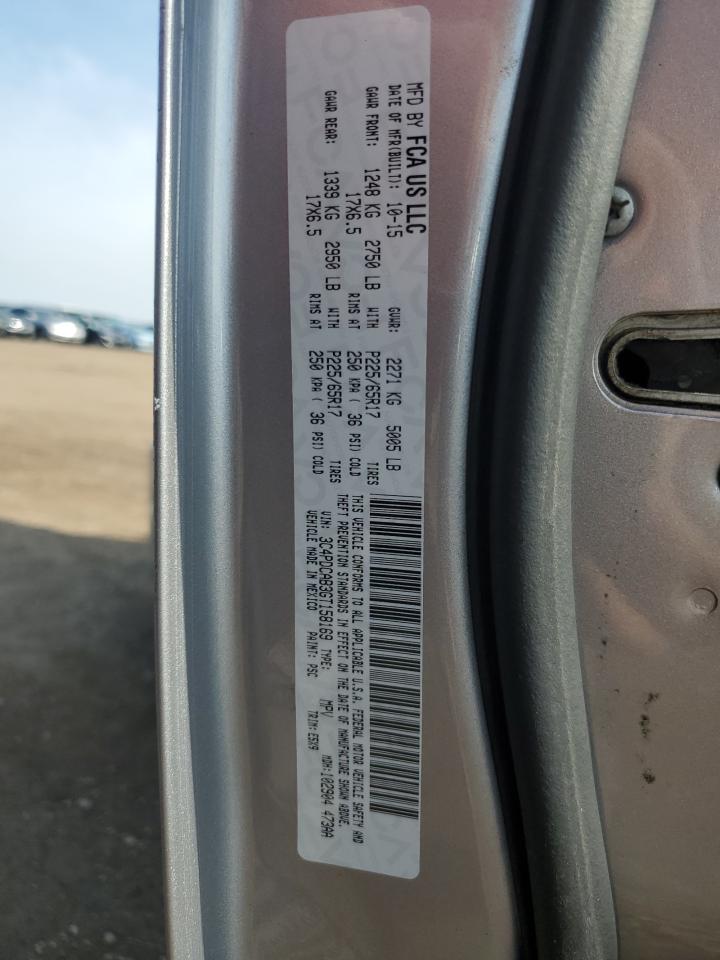 MFD BY FCA US LLC
DATE OF MFR(BUILT): 10-15 GVWR: 2271 KG 5005 LB
GAWR FRONT: 1248 KG 2750 LB WITH P225/65R17 TIRES
17X6.5 RIMS AT 250 KPA( 36 PSI) COLD
GAWR REAR: 1339 KG 2950 LB WITH P225/65R17 TIRES
17X6.5 RIMS AT 250 KPA( 36 PSI) COLD
THIS VEHICLE CONFORMS TO ALL APPLICABLE U.S.A. FEDERAL MOTOR VEHICLE SAFETY AND
THEFT PREVENTION STANDARDS IN EFFECT ON THE DATE OF MANUFACTURE SHOWN ABOVE.
VIN: 3C4PDCAB3GT158169 TYPE: MPV MDH:102904 473AA
VEHICLE MADE IN MEXICO PAINT: PSC TRIM: E5X9